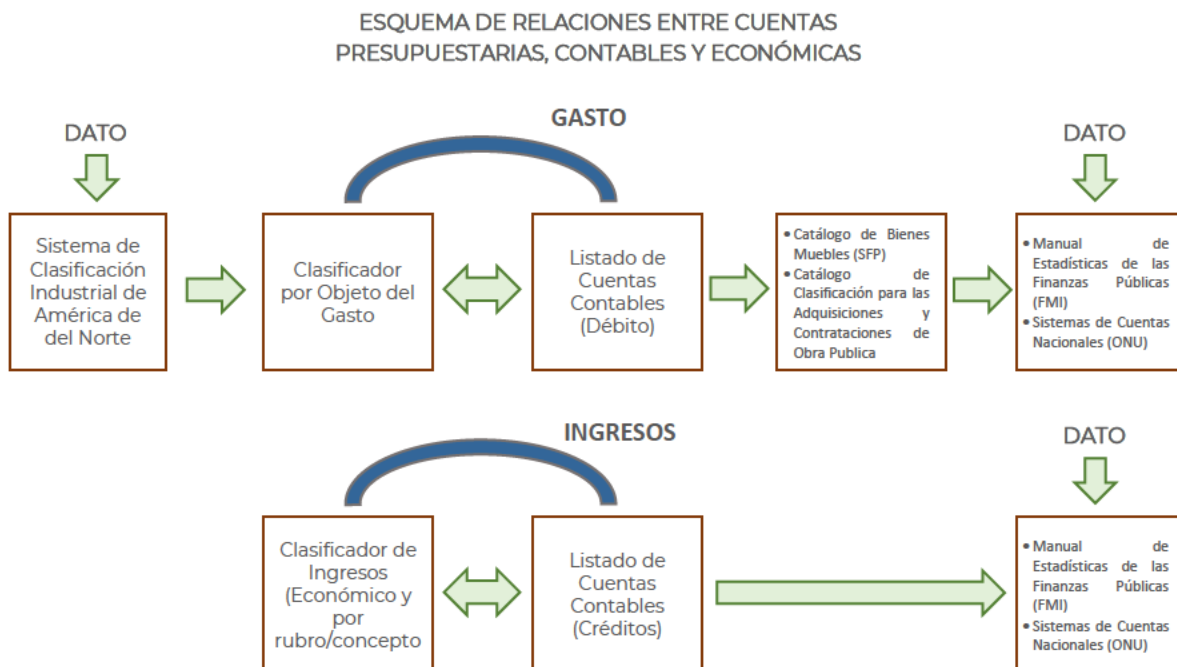 ESQUEMA DE RELACIONES ENTRE CUENTAS
PRESUPUESTARIAS, CONTABLES Y ECONÓMICAS
GASTO
DATO
DATO
Sistema de
Clasificación
Industrial de
América de
del Norte
Clasificador
por Objeto del
Gasto
Listado de
Cuentas
Contables
(Débito)
• Catálogo de Bienes
Muebles (SFP)
• Catálogo de
Clasificación para las
Adquisiciones y
Contrataciones de
Obra Publica
• Manual de
Estadísticas de las
Finanzas Públicas
(FMI)
• Sistemas de Cuentas
Nacionales (ONU)
INGRESOS
DATO
Clasificador de
Ingresos
(Económico y
por
rubro/concepto
Listado de
Cuentas
Contables
(Créditos)
• Manual de
Estadísticas de las
Finanzas Públicas
(FMI)
• Sistemas de Cuentas
Nacionales (ONU)